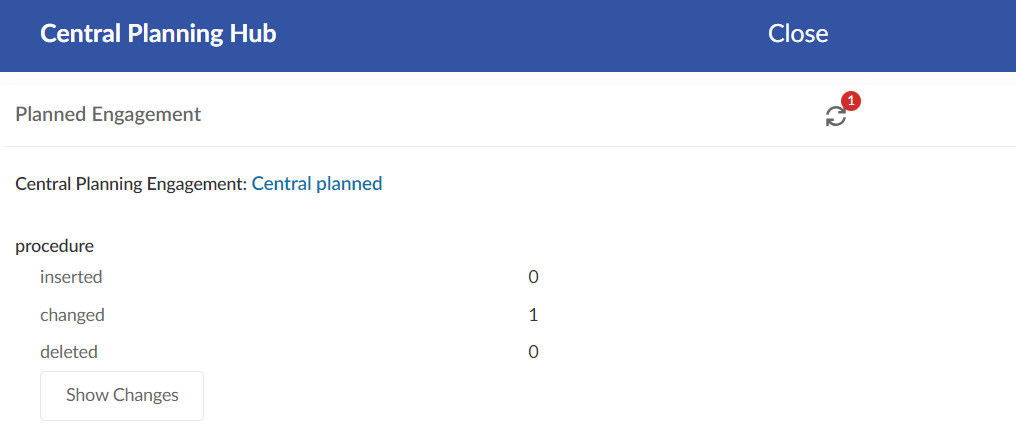 Central Planning Hub Close
1
Planned Engagement
Central Planning Engagement: Central planned
procedure
inserted 0
changed 1
deleted 0
Show Changes